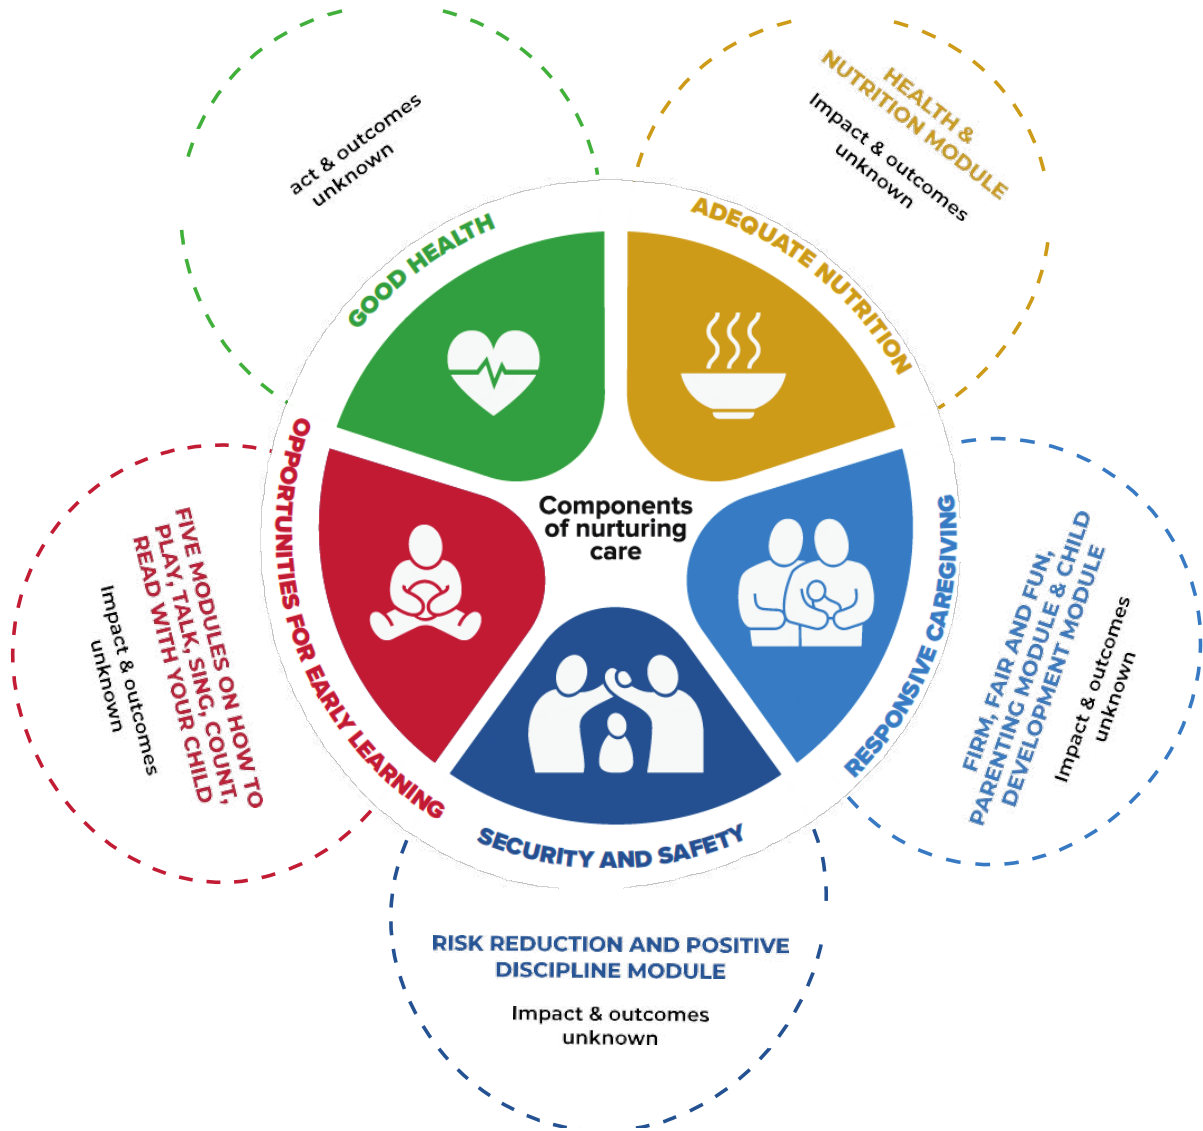 act & outcomes
unknown
HEALTH &
NUTRITION MODULE
Impact & outcomes
unknown
GOOD HEALTH
ADEQUATE NUTRITION
Components
of nurturing
care
OPPORTUNITIES FOR EARLY LEARNING
RESPONSIVE CAREGIVING
SECURITY AND SAFETY
FIVE MODULES ON HOW TO
PLAY, TALK, SING, COUNT,
READ WITH YOUR CHILD
Impact & outcomes
unknown
FIRM, FAIR AND FUN,
PARENTING MODULE & CHILD
DEVELOPMENT MODULE
Impact & outcomes
unknown
RISK REDUCTION AND POSITIVE
DISCIPLINE MODULE
Impact & outcomes
unknown